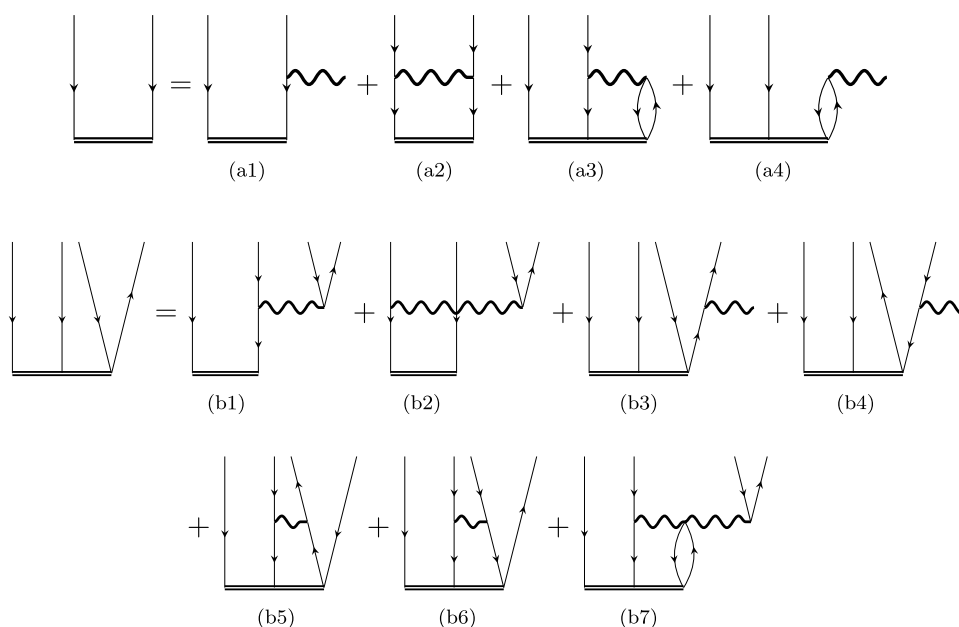 = + + +
(a1) (a2) (a3) (a4)
= + + +
(b1) (b2) (b3) (b4)
+ + +
(b5) (b6) (b7)